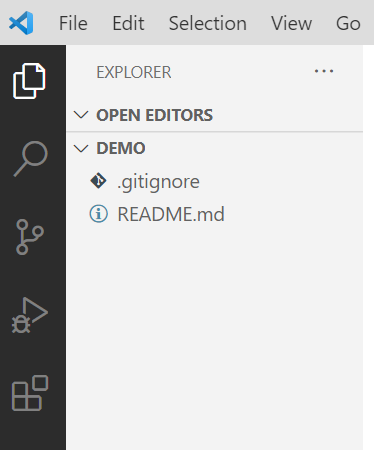 File Edit Selection View Go
EXPLORER
OPEN EDITORS
DEMO
.gitignore
README.md